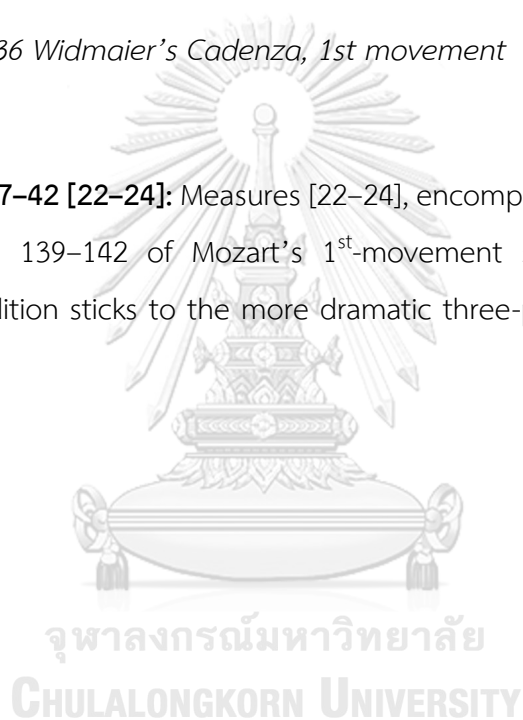 36 Widmaier's Cadenza, 1st movement
7–42 [22–24]: Measures [22–24], encomp
139–142 of Mozart's 1st-movement
dition sticks to the more dramatic three-p
จุฬาลงกรณ์มหาวิทยาลัย
CHULALONGKORN UNIVERSITY